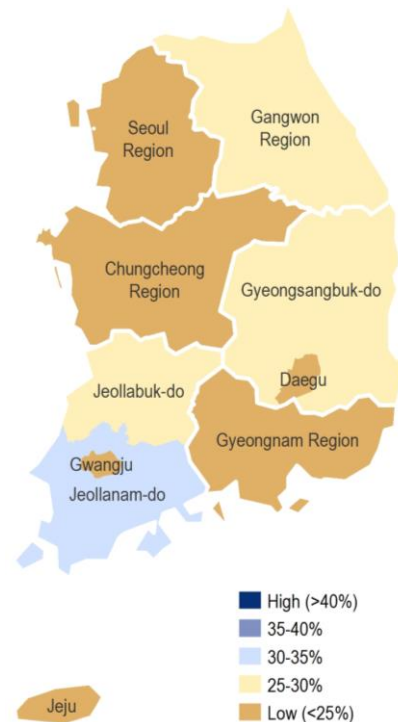 Seoul
Region
Gangwon
Region
Chungcheong
Region
Gyeongsangbuk-do
Daegu
Jeollabuk-do
Gyeongnam Region
Gwangju
Jeollanam-do
High (>40%)
35-40%
30-35%
25-30%
Low (<25%)
Jeju